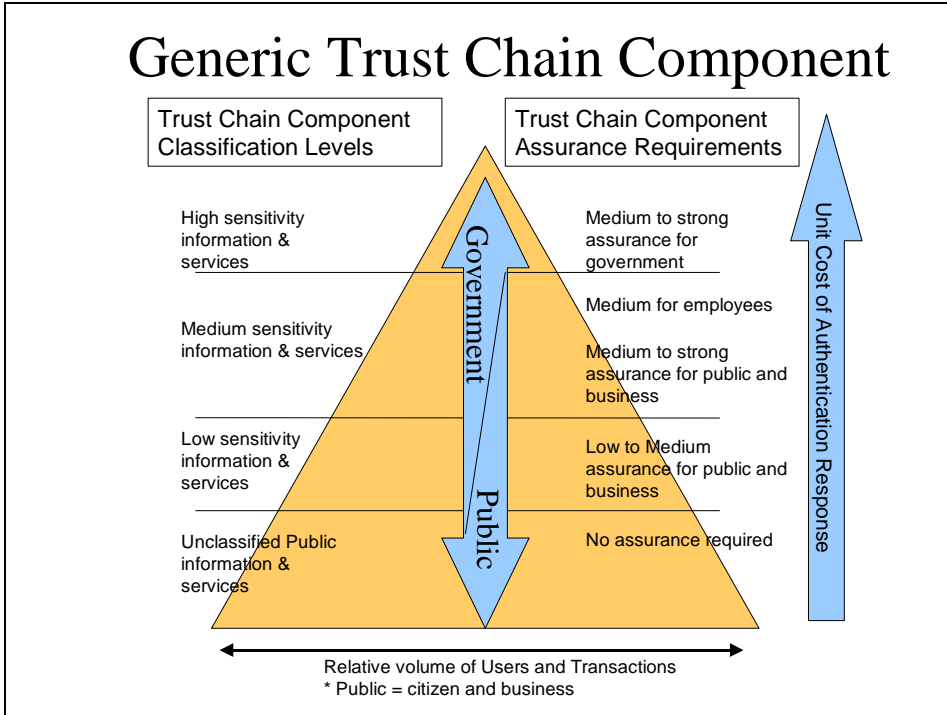 Generic Trust Chain Component
Trust Chain Component
Classification Levels
Trust Chain Component
Assurance Requirements
High sensitivity
information &
services
Medium sensitivity
information & services
Low sensitivity
information &
services
Unclassified Public
information &
services
Government
Public
Medium to strong
assurance for
government
Medium for employees
Medium to strong
assurance for public and
business
Low to Medium
assurance for public and
business
No assurance required
Unit Cost of Authentication Response
Relative volume of Users and Transactions
* Public = citizen and business